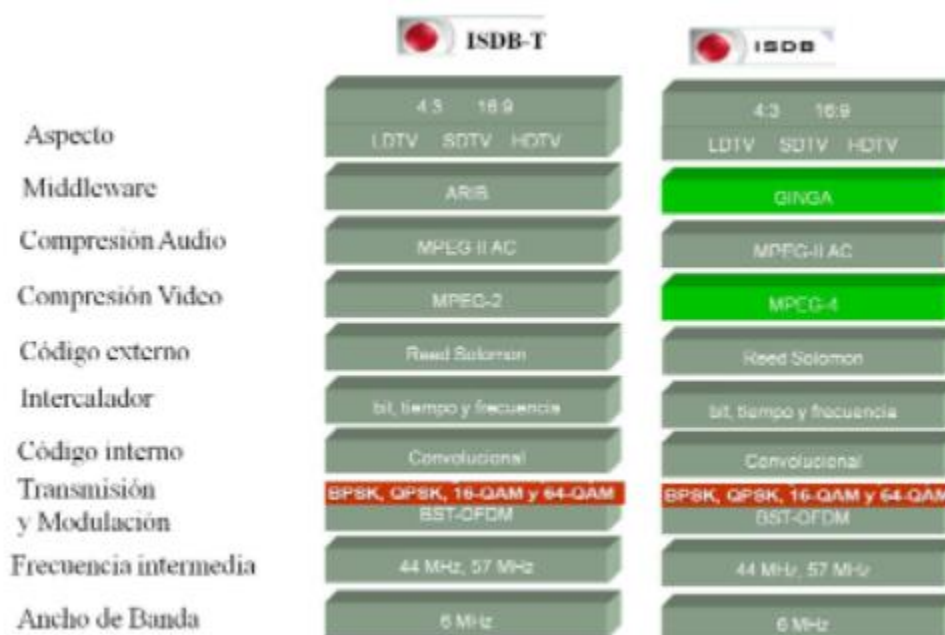 ISDB-T ISDB
Aspecto 4:3 16:9 4:3 16:9
LDTV SDTV HDTV LDTV SDTV HDTV
Middleware ARIB GINGA
Compresión Audio MPEG-II AC MPEG-II AC
Compresión Video MPEG-2 MPEG-4
Código externo Reed Solomon Reed Solomon
Intercalador bit, tiempo y frecuencia bit, tiempo y frecuencia
Código interno Convolucional Convolucional
Transmisión BPSK, QPSK, 16-QAM y 64-QAM BPSK, QPSK, 16-QAM y 64-QAM
y Modulación BST-OFDM BST-OFDM
Frecuencia intermedia 44 MHz, 57 MHz 44 MHz, 57 MHz
Ancho de Banda 6 MHz 6 MHz